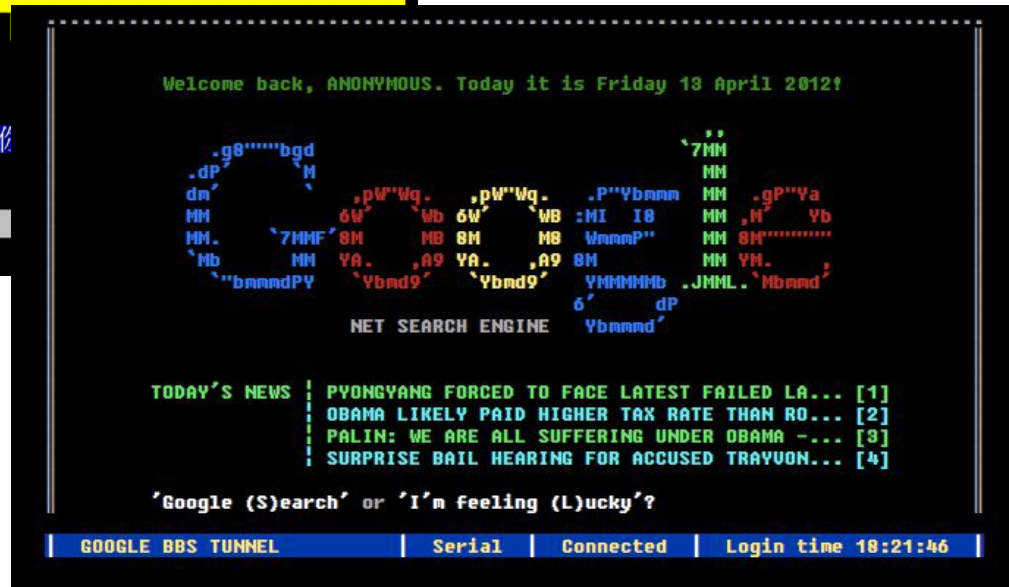 Welcome back, ANONYMOUS. Today it is Friday 13 April 2012!
Google
NET SEARCH ENGINE
TODAY'S NEWS ¦ PYONGYANG FORCED TO FACE LATEST FAILED LA... [1]
¦ OBAMA LIKELY PAID HIGHER TAX RATE THAN RO... [2]
¦ PALIN: WE ARE ALL SUFFERING UNDER OBAMA -... [3]
¦ SURPRISE BAIL HEARING FOR ACCUSED TRAYVON... [4]
'Google (S)earch' or 'I'm feeling (L)ucky'?
GOOGLE BBS TUNNEL | Serial | Connected | Login time 18:21:46